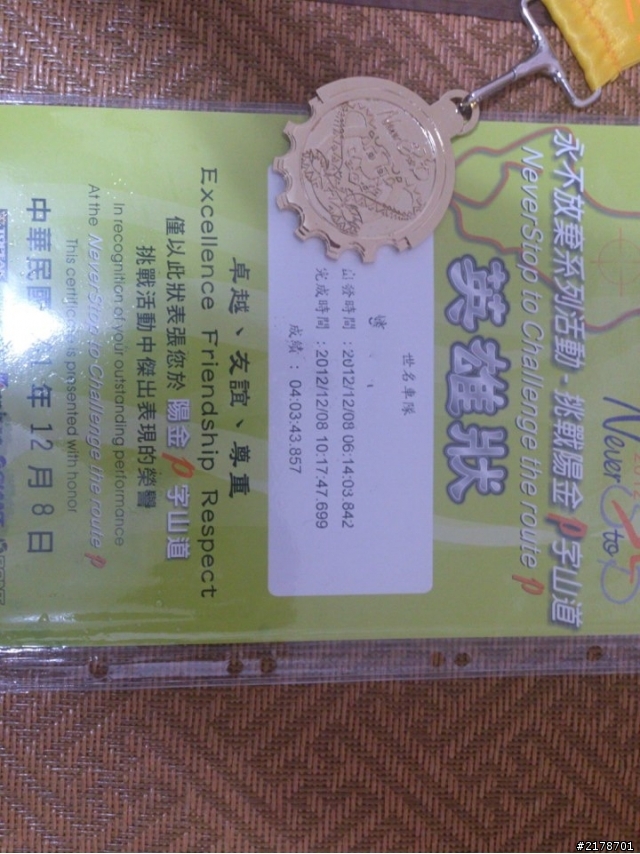 永不放棄系列活動 - 挑戰陽金P字山道
NeverStop to Challenge the route P
Never
Sto
英雄狀
世名車隊
出發時間：2012/12/08 06:14:03.842
完成時間：2012/12/08 10:17:47.699
成績：04:03:43.857
卓越、友誼、尊重
Excellence Friendship Respect
僅以此狀表張您於 陽金P字山道
挑戰活動中傑出表現的榮譽
In recognition of your outstanding performance
At the NeverStop to Challenge the route P
This certificate is presented with honor
中華民國 年 12 月 8 日
#2178701